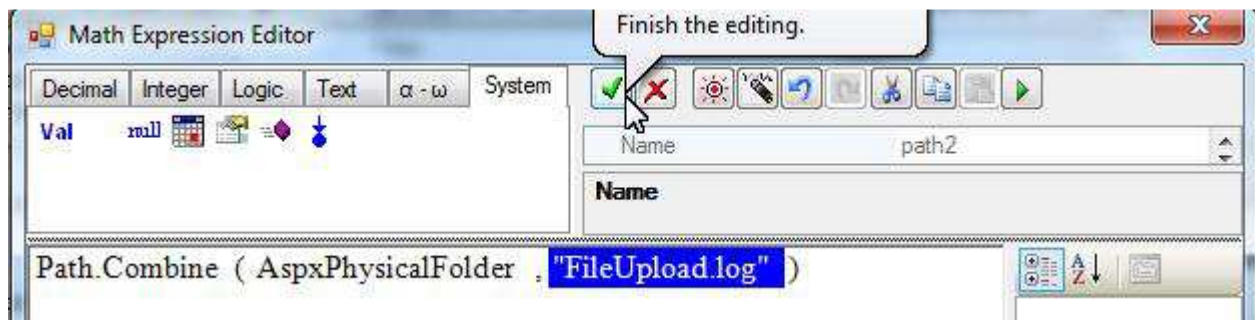 Math Expression Editor
Finish the editing.
Decimal Integer Logic Text α - ω System
Val null
Name path2
Name
Path.Combine ( AspxPhysicalFolder , "FileUpload.log" )